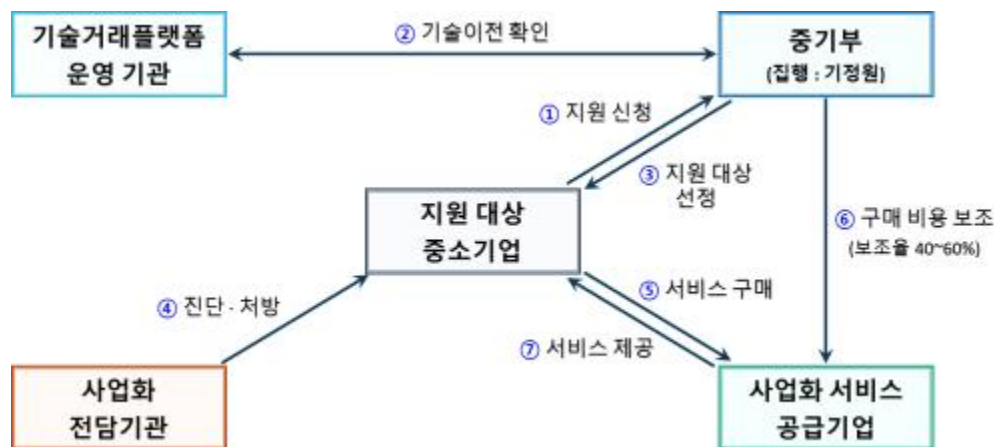 기술거래플랫폼
운영 기관
② 기술이전 확인
중기부
(집행 : 기정원)
① 지원 신청
③ 지원 대상
선정
지원 대상
중소기업
⑥ 구매 비용 보조
(보조율 40~60%)
④ 진단 · 처방
⑤ 서비스 구매
⑦ 서비스 제공
사업화
전담기관
사업화 서비스
공급기업